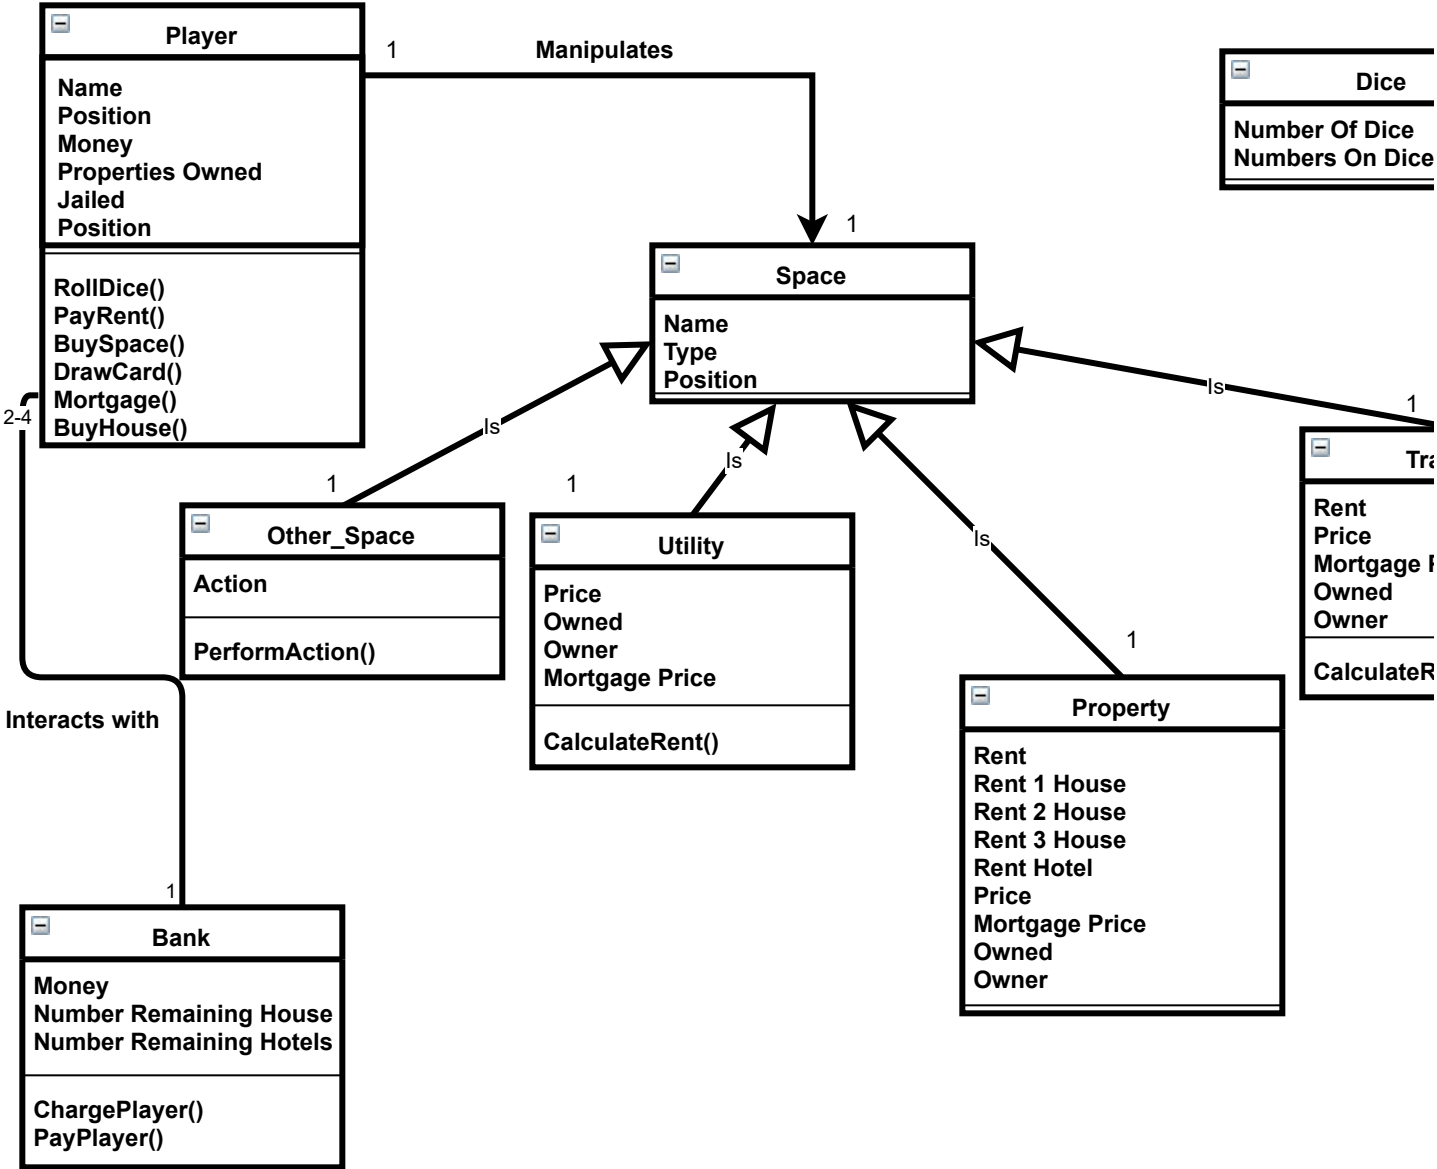 Player
Name
Position
Money
Properties Owned
Jailed
Position
RollDice()
PayRent()
BuySpace()
DrawCard()
Mortgage()
BuyHouse()
1
Manipulates
1
Dice
Number Of Dice
Numbers On Dice
Space
Name
Type
Position
2-4
Is
1
Is
1
Is
1
Is
1
Other_Space
Action
PerformAction()
Utility
Price
Owned
Owner
Mortgage Price
CalculateRent()
Rent
Price
Mortgage
Owned
Owner
Property
Rent
Rent 1 House
Rent 2 House
Rent 3 House
Rent Hotel
Price
Mortgage Price
Owned
Owner
Interacts with
1
Bank
Money
Number Remaining House
Number Remaining Hotels
ChargePlayer()
PayPlayer()